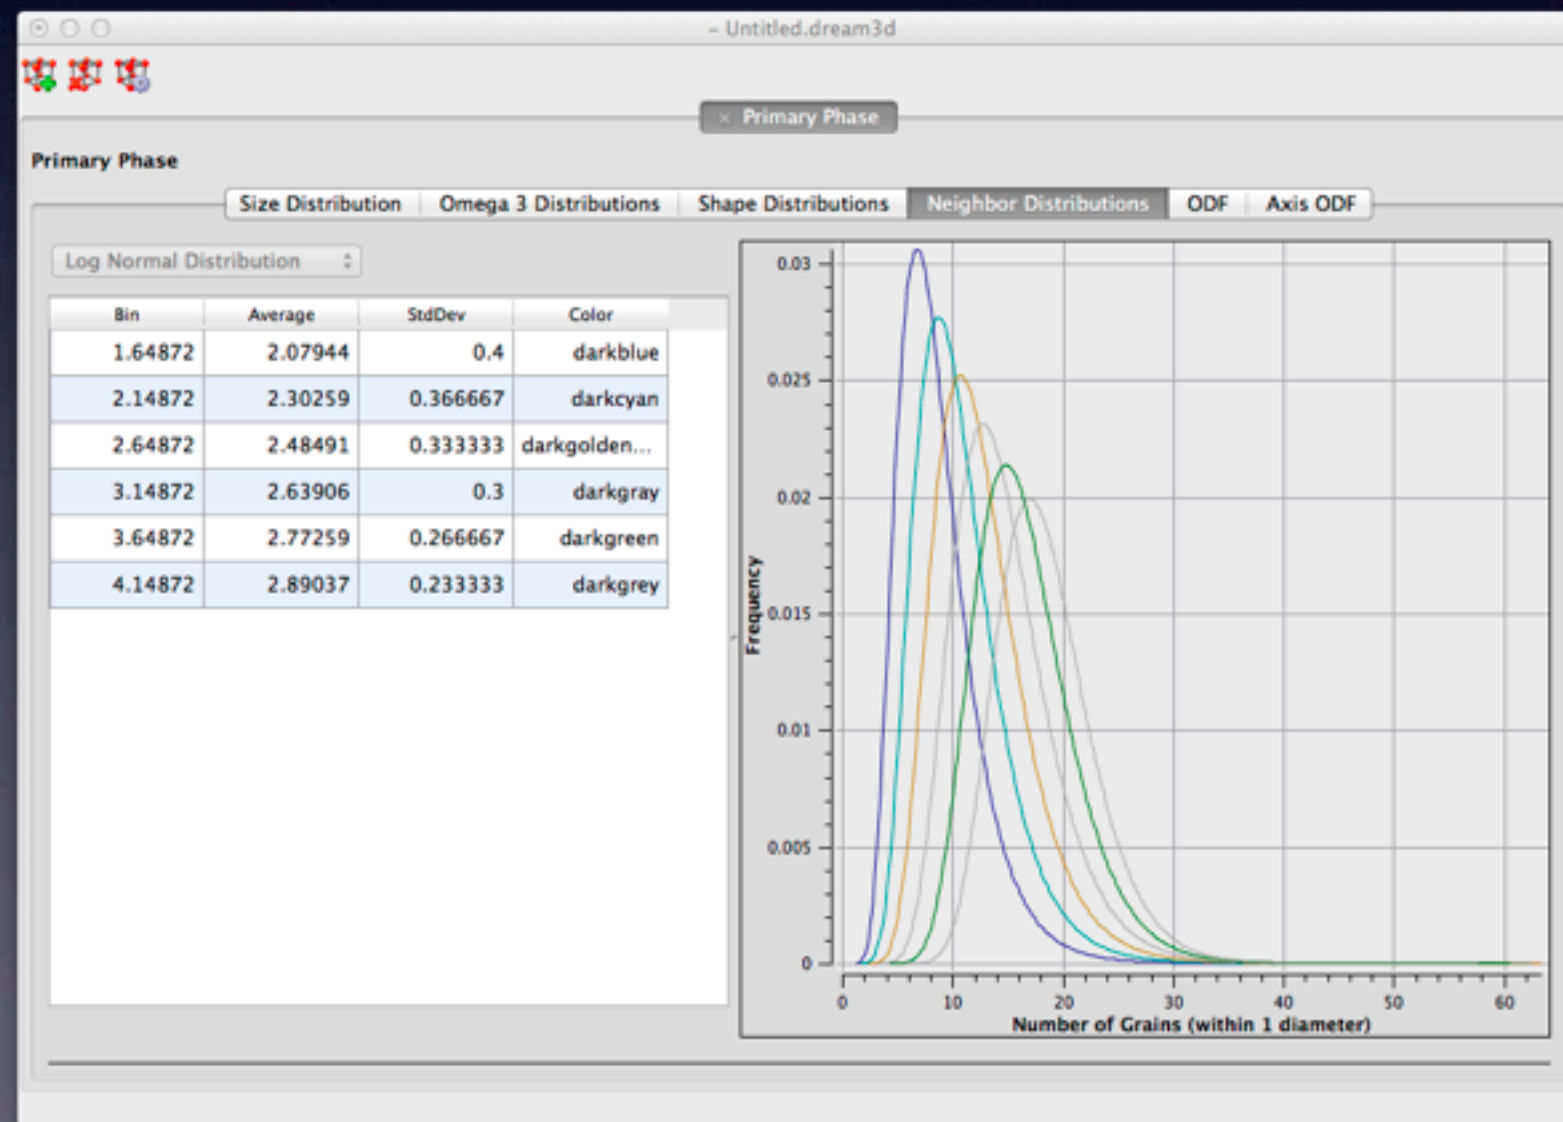 – Untitled.dream3d
× Primary Phase
Primary Phase
Size Distribution Omega 3 Distributions Shape Distributions Neighbor Distributions ODF Axis ODF
Log Normal Distribution
Bin Average StdDev Color
1.64872 2.07944 0.4 darkblue
2.14872 2.30259 0.366667 darkcyan
2.64872 2.48491 0.333333 darkgolden...
3.14872 2.63906 0.3 darkgray
3.64872 2.77259 0.266667 darkgreen
4.14872 2.89037 0.233333 darkgrey
0.03
0.025
0.02
0.015
0.01
0.005
0
Frequency
0 10 20 30 40 50 60
Number of Grains (within 1 diameter)